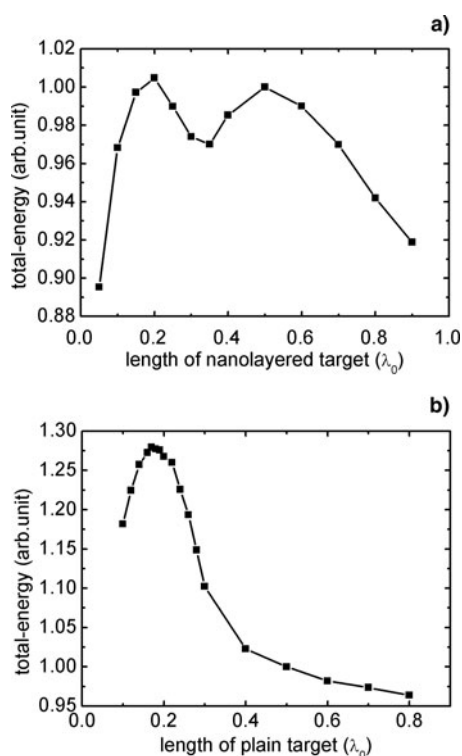 a)
1.02
1.00
0.98
0.96
0.94
0.92
0.90
0.88
total-energy (arb.unit)
0.0 0.2 0.4 0.6 0.8 1.0
length of nanolayered target (λ₀)
b)
1.30
1.25
1.20
1.15
1.10
1.05
1.00
0.95
total-energy (arb.unit)
0.0 0.2 0.4 0.6 0.8
length of plain target (λ₀)